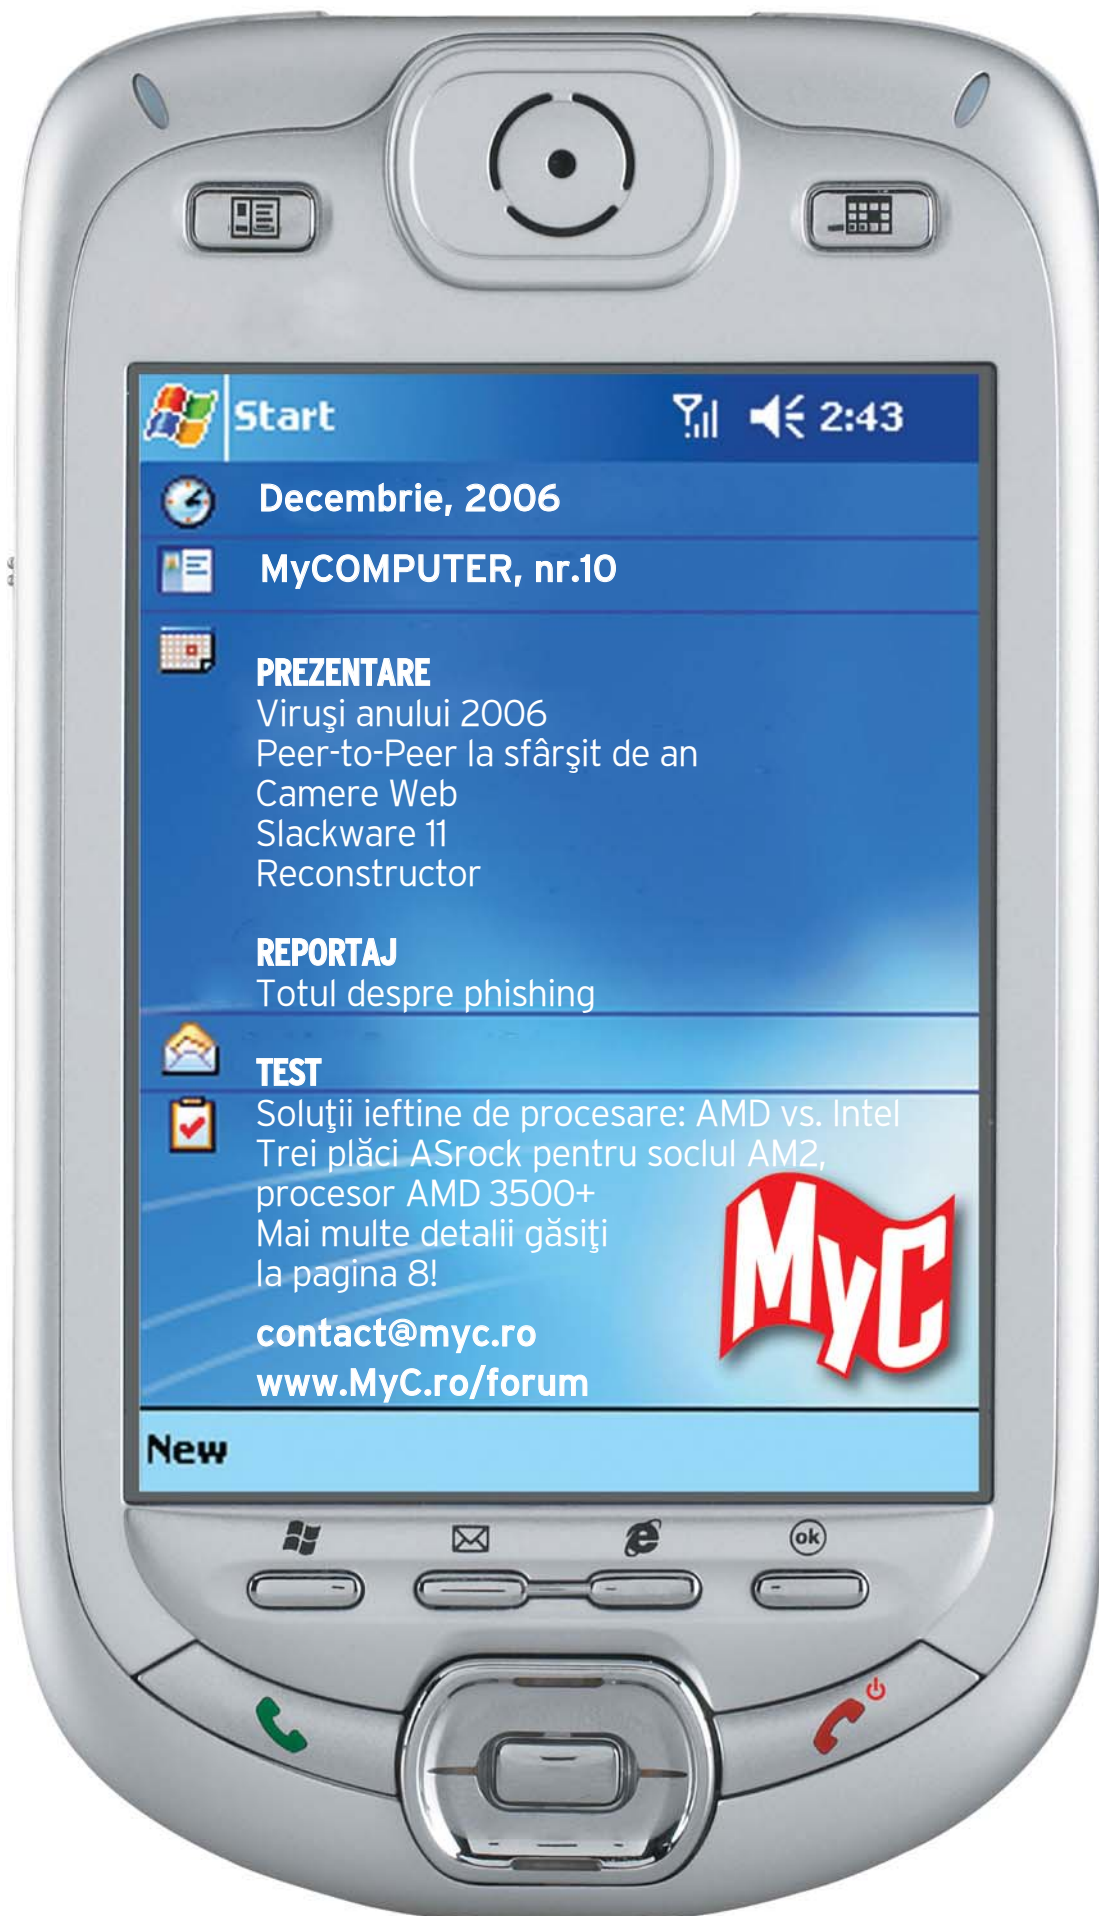 Start 2:43
Decembrie, 2006
MyCOMPUTER, nr.10
PREZENTARE
Viruşi anului 2006
Peer-to-Peer la sfârşit de an
Camere Web
Slackware 11
Reconstructor
REPORTAJ
Totul despre phishing
TEST
Soluţii ieftine de procesare: AMD vs. Intel
Trei plăci ASrock pentru soclul AM2,
procesor AMD 3500+
Mai multe detalii găsiţi
la pagina 8!
contact@myc.ro
www.MyC.ro/forum
MyC
New
ok